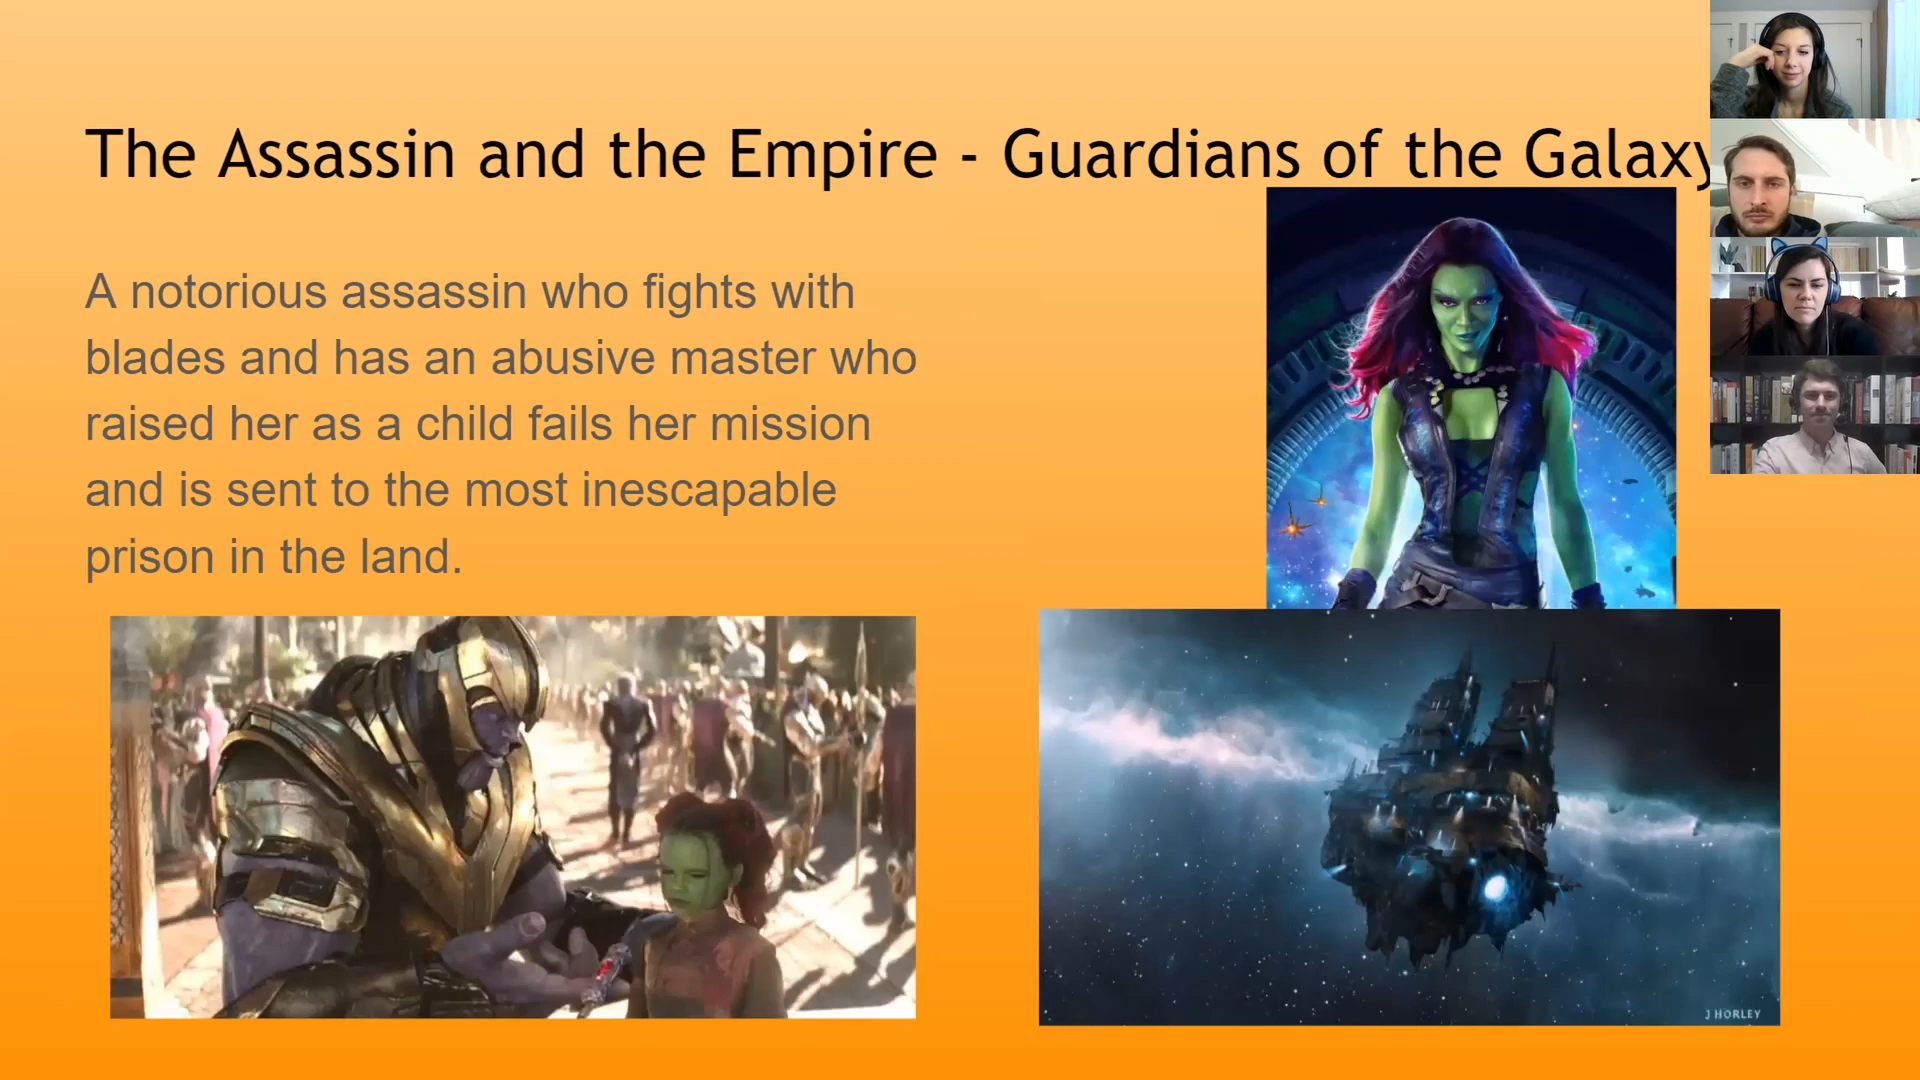 The Assassin and the Empire - Guardians of the Galaxy
A notorious assassin who fights with
blades and has an abusive master who
raised her as a child fails her mission
and is sent to the most inescapable
prison in the land.
J HORLEY